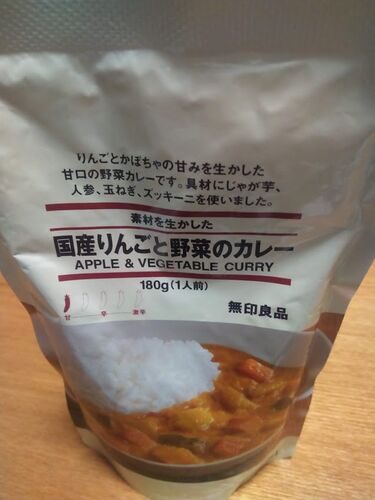 りんごとかぼちゃの甘みを生かした
甘口の野菜カレーです。具材にじゃが芋、
人参、玉ねぎ、ズッキーニを使いました。
素材を生かした
国産りんごと野菜のカレー
APPLE & VEGETABLE CURRY
180g(1人前)
甘 辛 激辛
無印良品